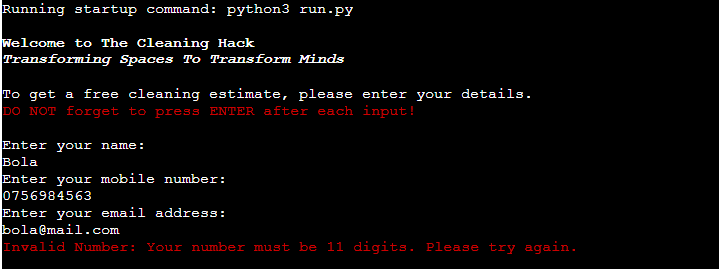 Running startup command: python3 run.py
Welcome to The Cleaning Hack
Transforming Spaces To Transform Minds
To get a free cleaning estimate, please enter your details.
DO NOT forget to press ENTER after each input!
Enter your name:
Bola
Enter your mobile number:
0756984563
Enter your email address:
bola@mail.com
Invalid Number: Your number must be 11 digits. Please try again.